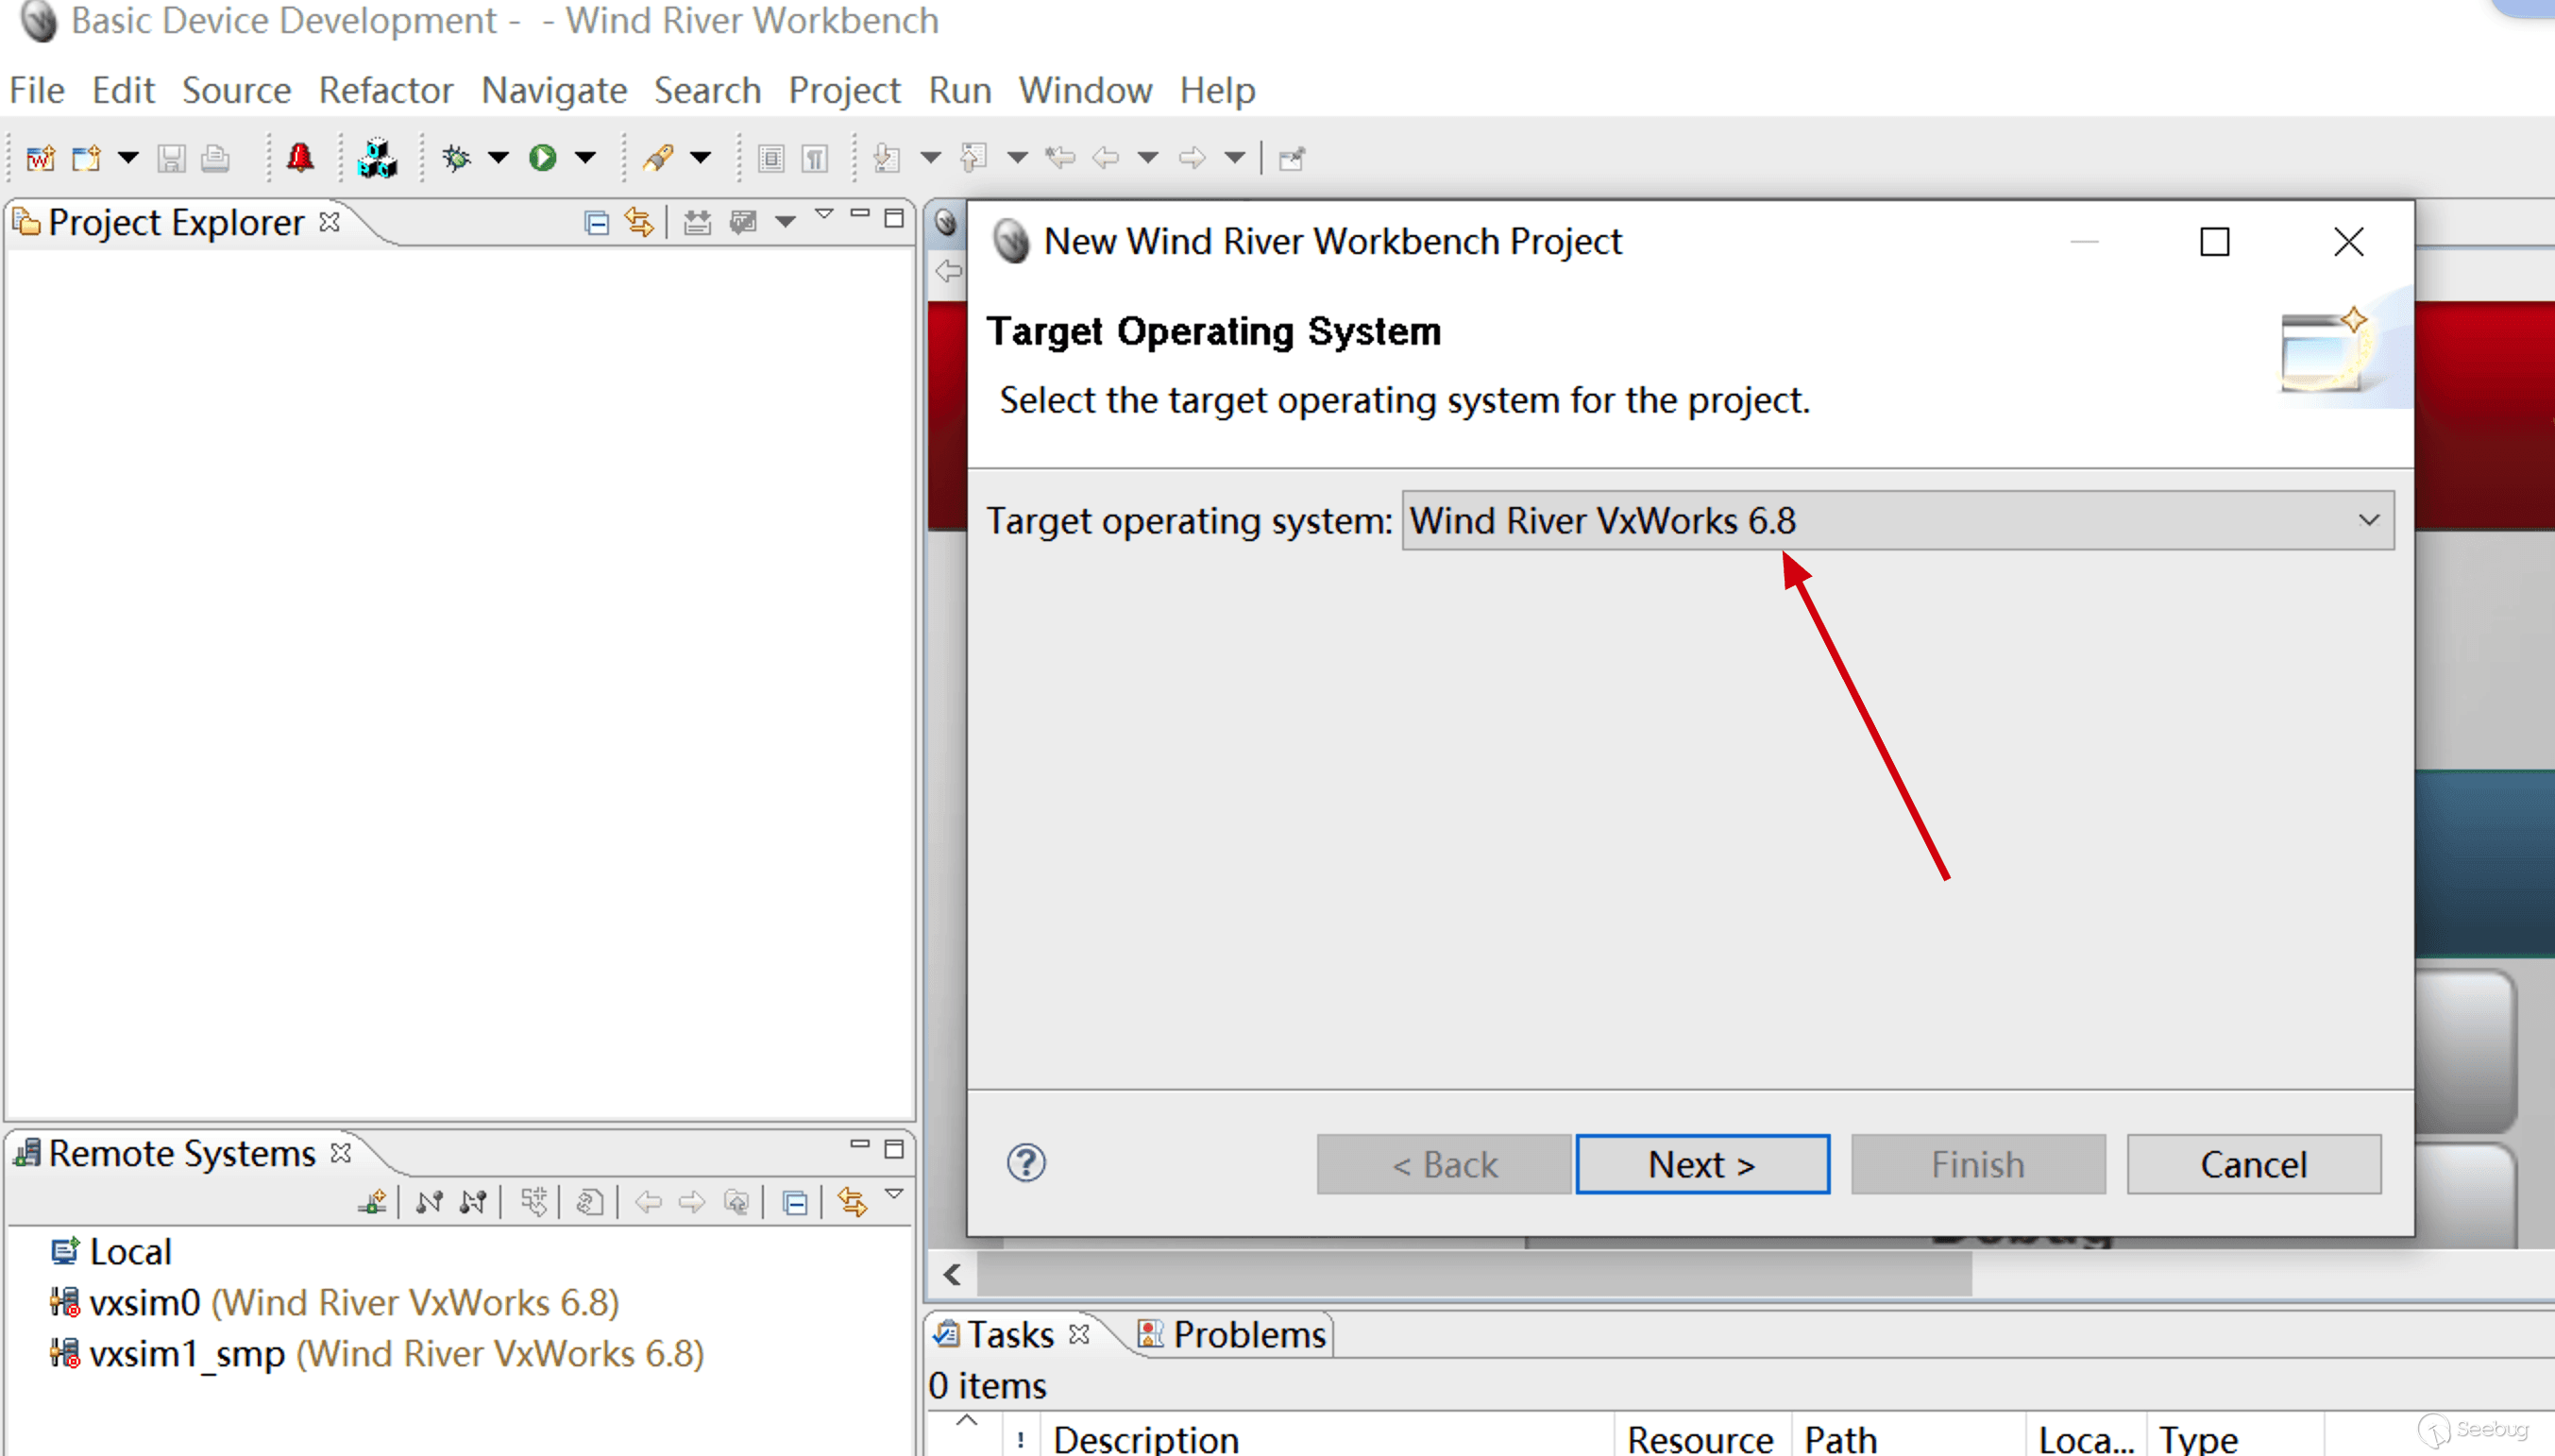 Basic Device Development -  - Wind River Workbench
File Edit Source Refactor Navigate Search Project Run Window Help
Project Explorer
New Wind River Workbench Project
Target Operating System
Select the target operating system for the project.
Target operating system: Wind River VxWorks 6.8
< Back Next > Finish Cancel
Remote Systems
Local
vxsim0 (Wind River VxWorks 6.8)
vxsim1_smp (Wind River VxWorks 6.8)
Tasks Problems
0 items
! Description Resource Path Loca... Type
Seebug